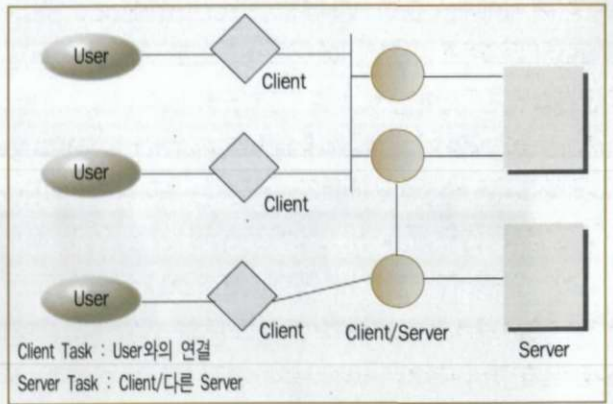 User
Client
User
Client
User
Client
Client/Server
Server
Client Task : User와의 연결
Server Task : Client/다른 Server